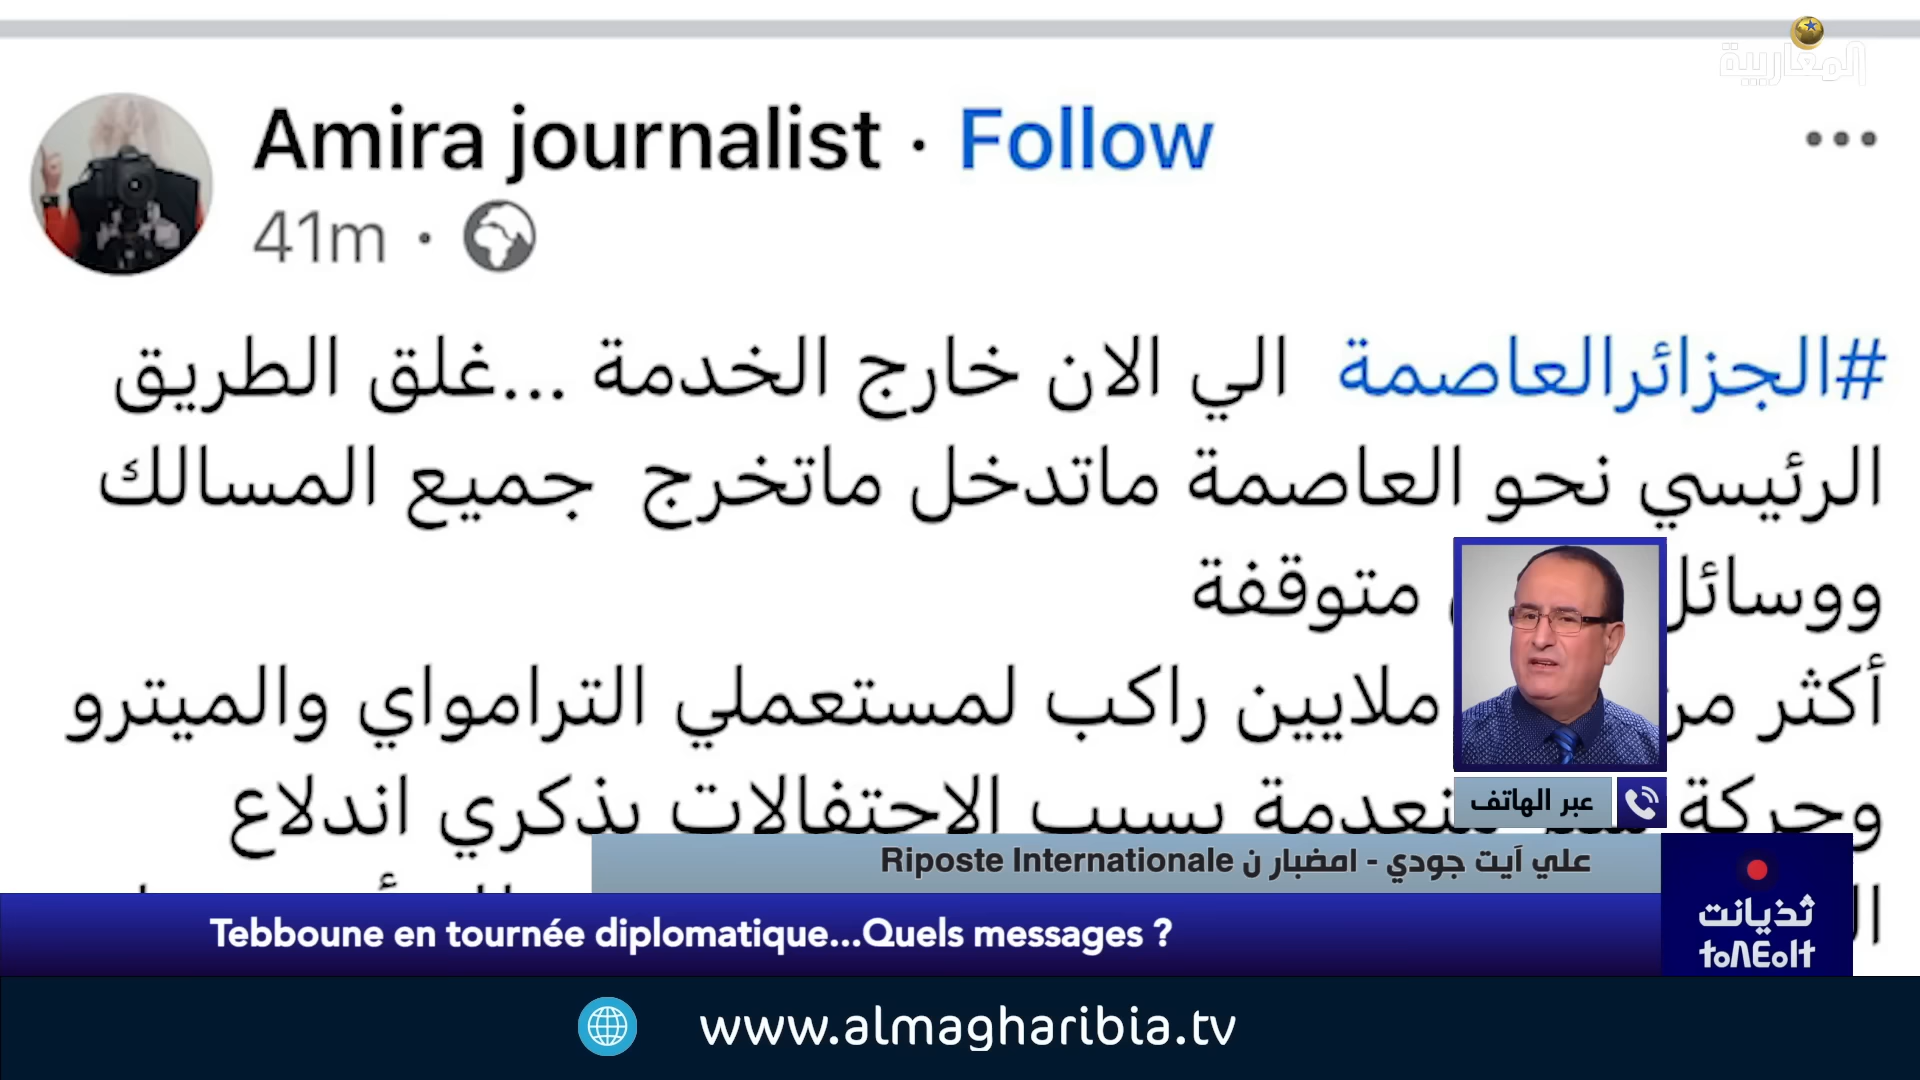 المغاربية
Amira journalist · Follow
41m ·
#الجزائرالعاصمة الي الان خارج الخدمة ...غلق الطريق
الرئيسي نحو العاصمة ماتدخل ماتخرج جميع المسالك
ووسائل متوقفة
أكثر من ملايين راكب لمستعملي الترامواي والميترو
وحركة بسبب الاحتفالات بذكري اندلاع
عبر الهاتف
علي آيت جودي - امضبار ن Riposte Internationale
Tebboune en tournée diplomatique...Quels messages ?
ثذيانت
toΛEoIt
www.almagharibia.tv